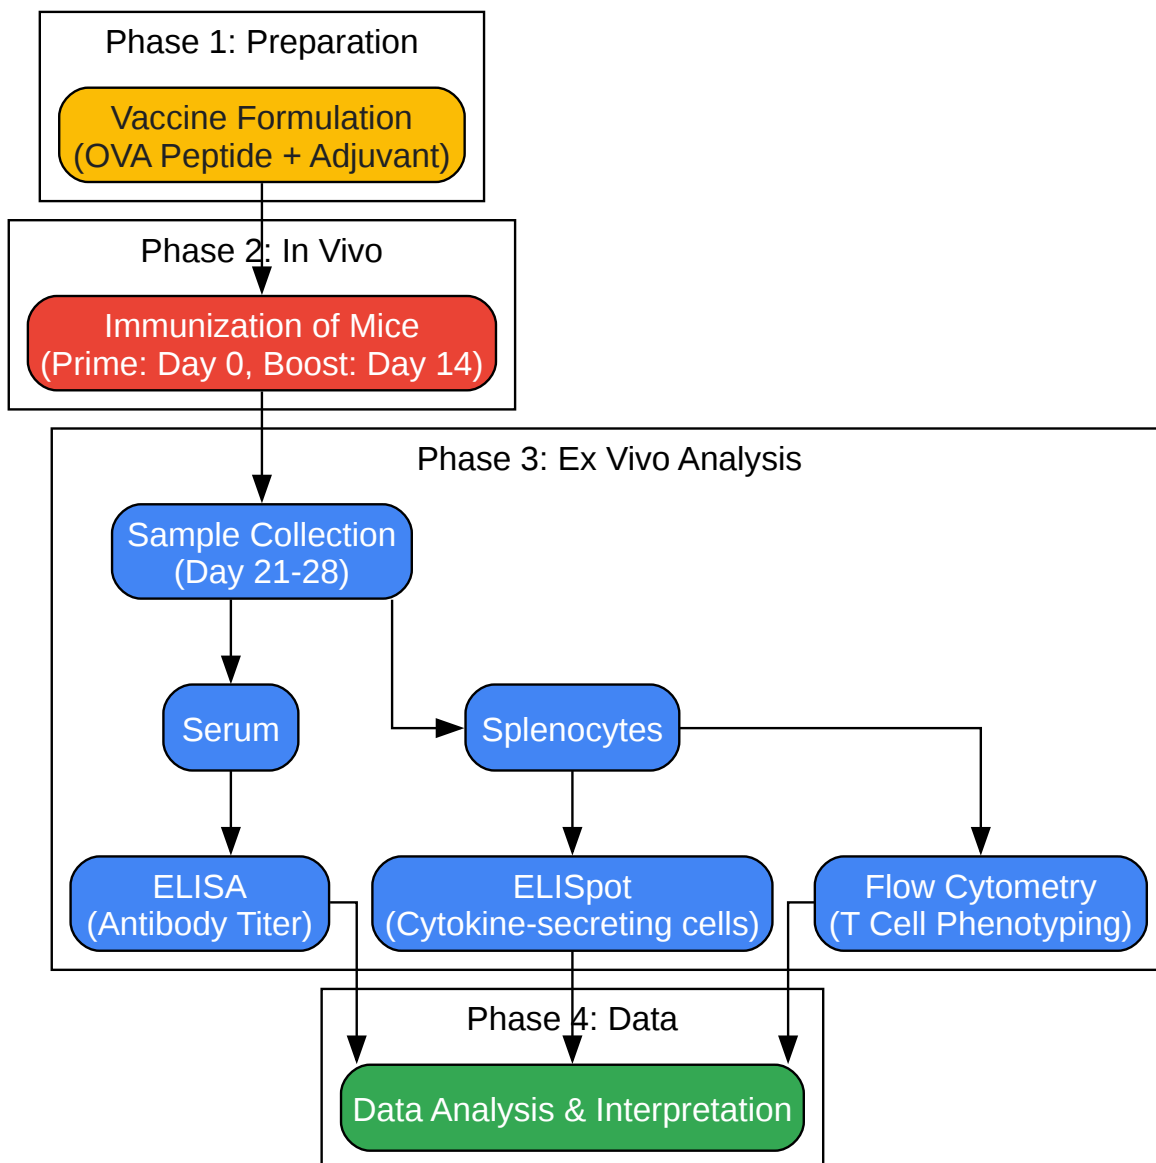 Phase 1: Preparation
Vaccine Formulation
(OVA Peptide + Adjuvant)
Phase 2: In Vivo
Immunization of Mice
(Prime: Day 0, Boost: Day 14)
Phase 3: Ex Vivo Analysis
Sample Collection
(Day 21-28)
Serum
Splenocytes
ELISA
(Antibody Titer)
ELISpot
(Cytokine-secreting cells)
Flow Cytometry
(T Cell Phenotyping)
Phase 4: Data
Data Analysis & Interpretation